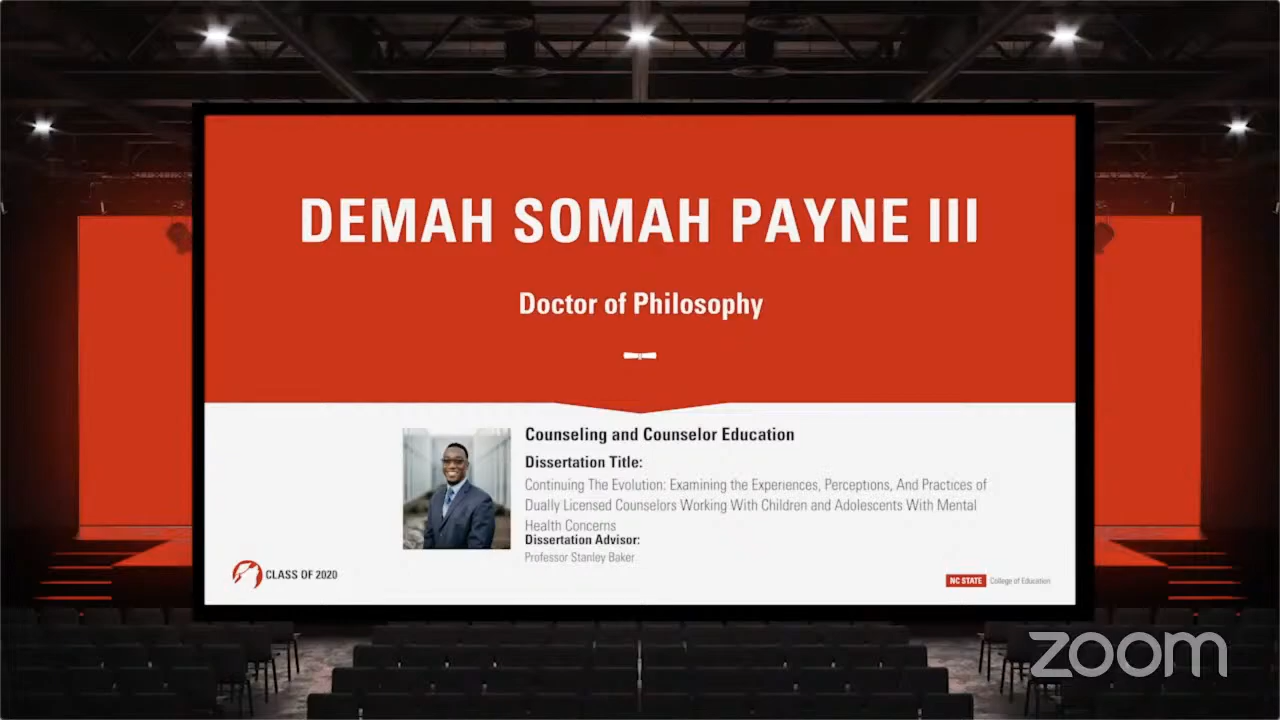 DEMAH SOMAH PAYNE III
Doctor of Philosophy
Counseling and Counselor Education
Dissertation Title:
Continuing The Evolution: Examining the Experiences, Perceptions, And Practices of
Dually Licensed Counselors Working With Children and Adolescents With Mental
Health Concerns
Dissertation Advisor:
Professor Stanley Baker
CLASS OF 2020
NC STATE College of Education
zoom